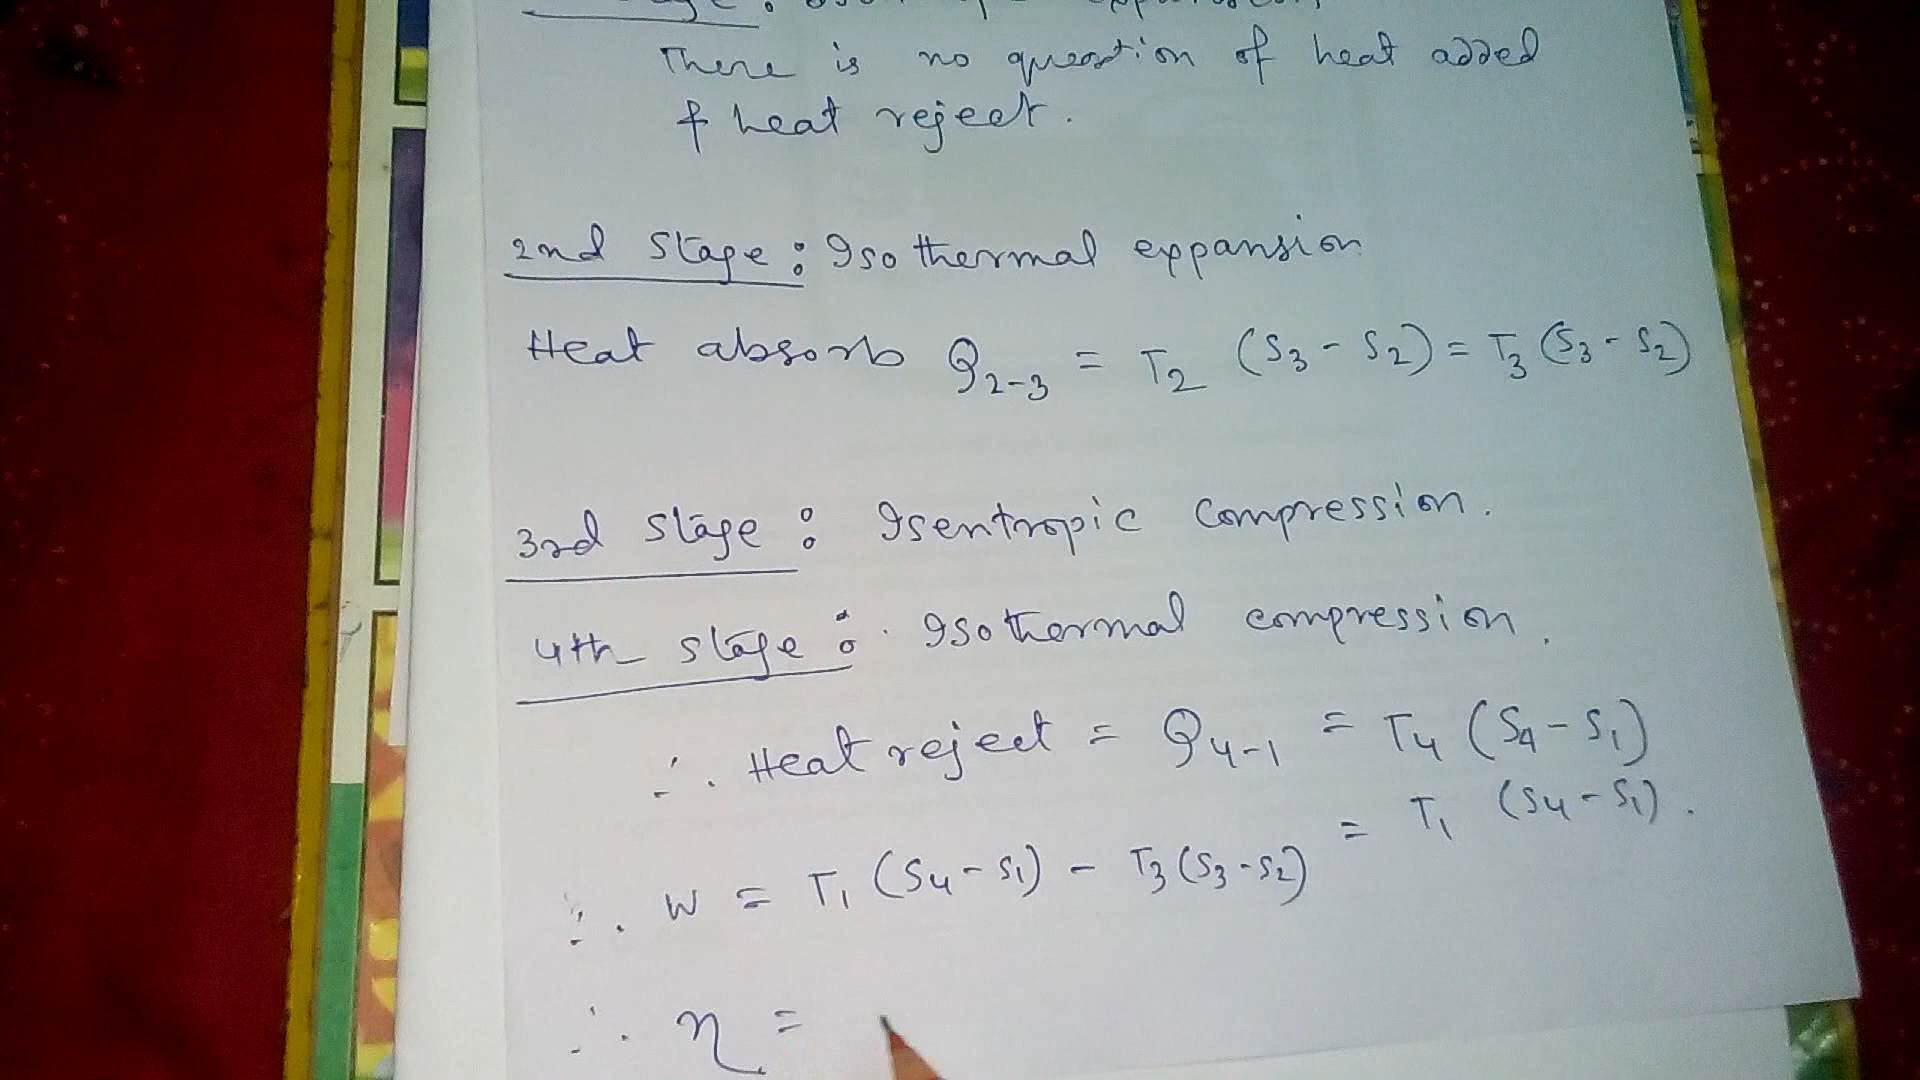 There is no question of heat added
& heat reject.
2nd Stage : Isothermal expansion
Heat absorb Q2-3 = T2 (S3 - S2) = T3 (S3 - S2)
3rd stage : Isentropic Compression.
4th stage : Isothermal compression.
∴ Heat reject = Q4-1 = T4 (S4 - S1)
= T1 (S4 - S1).
∴ W = T1 (S4 - S1) - T3 (S3 - S2)
∴ η =